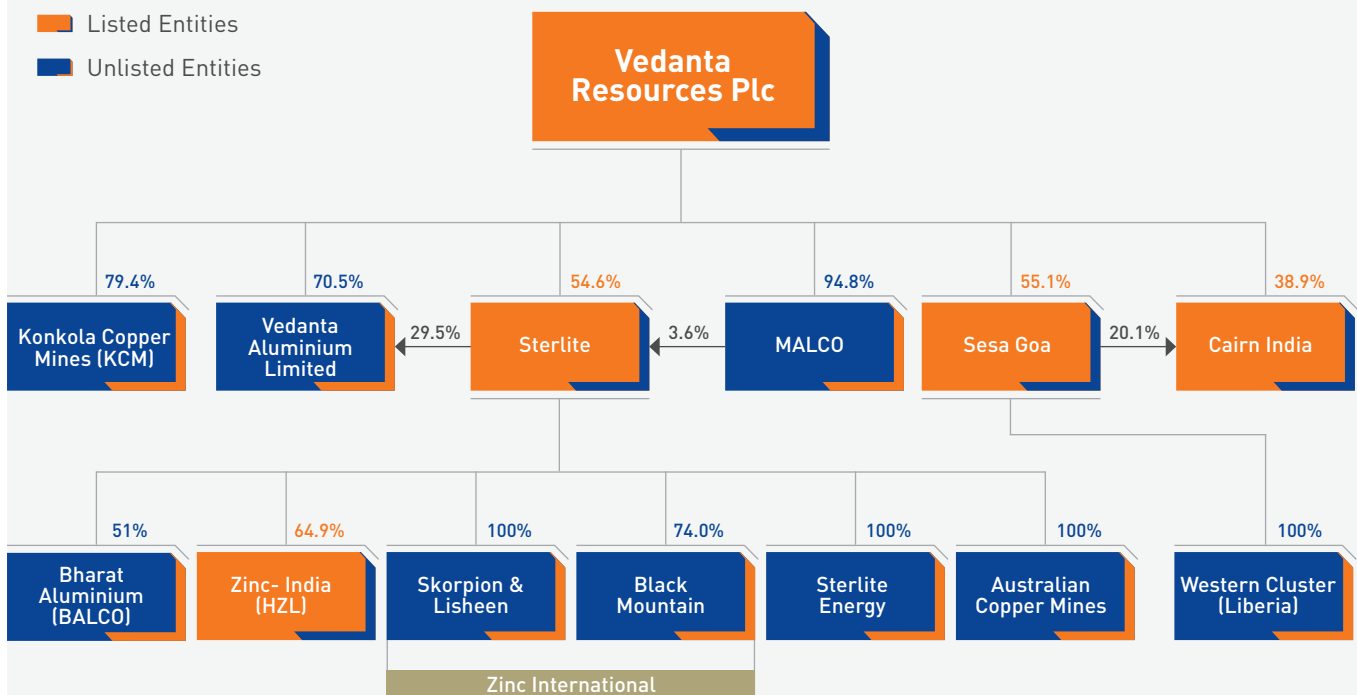 Listed Entities
Unlisted Entities
Vedanta
Resources Plc
79.4%
70.5%
54.6%
94.8%
55.1%
38.9%
Konkola Copper
Mines (KCM)
Vedanta
Aluminium
Limited
29.5%
Sterlite
3.6%
MALCO
Sesa Goa
20.1%
Cairn India
51%
64.9%
100%
74.0%
100%
100%
100%
Bharat
Aluminium
(BALCO)
Zinc- India
(HZL)
Skorpion &
Lisheen
Black
Mountain
Sterlite
Energy
Australian
Copper Mines
Western Cluster
(Liberia)
Zinc International